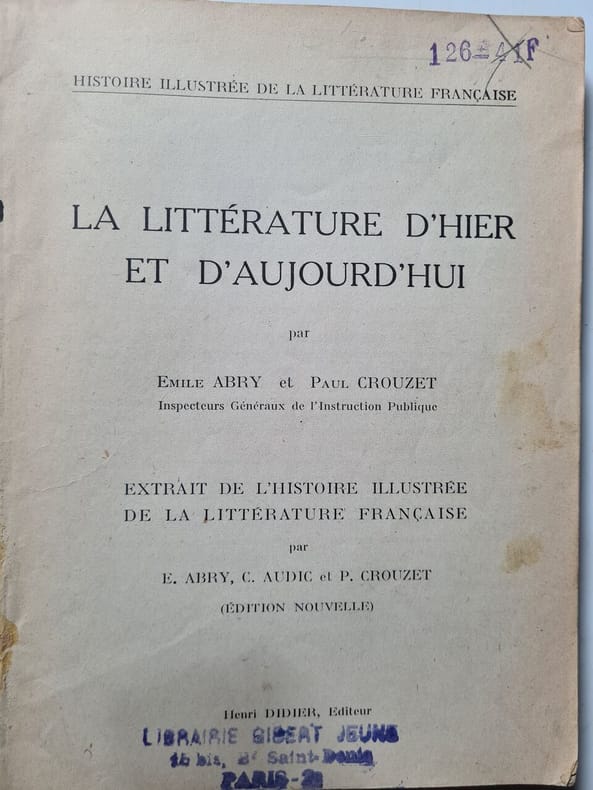 126 41F
HISTOIRE ILLUSTRÉE DE LA LITTÉRATURE FRANÇAISE
LA LITTÉRATURE D'HIER
ET D'AUJOURD'HUI
par
EMILE ABRY et PAUL CROUZET
Inspecteurs Généraux de l'Instruction Publique
EXTRAIT DE L'HISTOIRE ILLUSTRÉE
DE LA LITTÉRATURE FRANÇAISE
par
E. ABRY, C. AUDIC et P. CROUZET
(ÉDITION NOUVELLE)
Henri DIDIER, Editeur
LIBRAIRIE GIBERT JEUNE
15 bis, Bd Saint-Denis
PARIS-2e